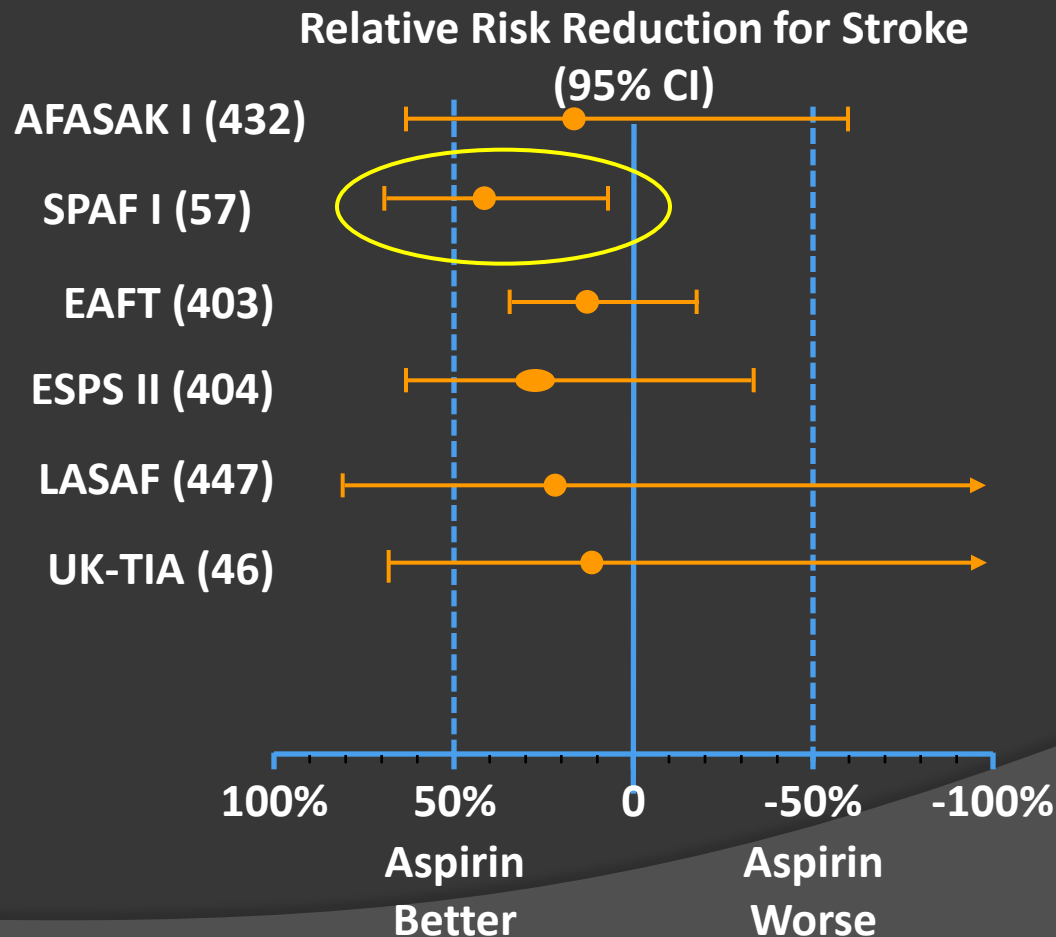 Relative Risk Reduction for Stroke
(95% CI)
AFASAK I (432)
SPAF I (57)
EAFT (403)
ESPS II (404)
LASAF (447)
UK-TIA (46)
100% 50% 0 -50% -100%
Aspirin Aspirin
Better Worse